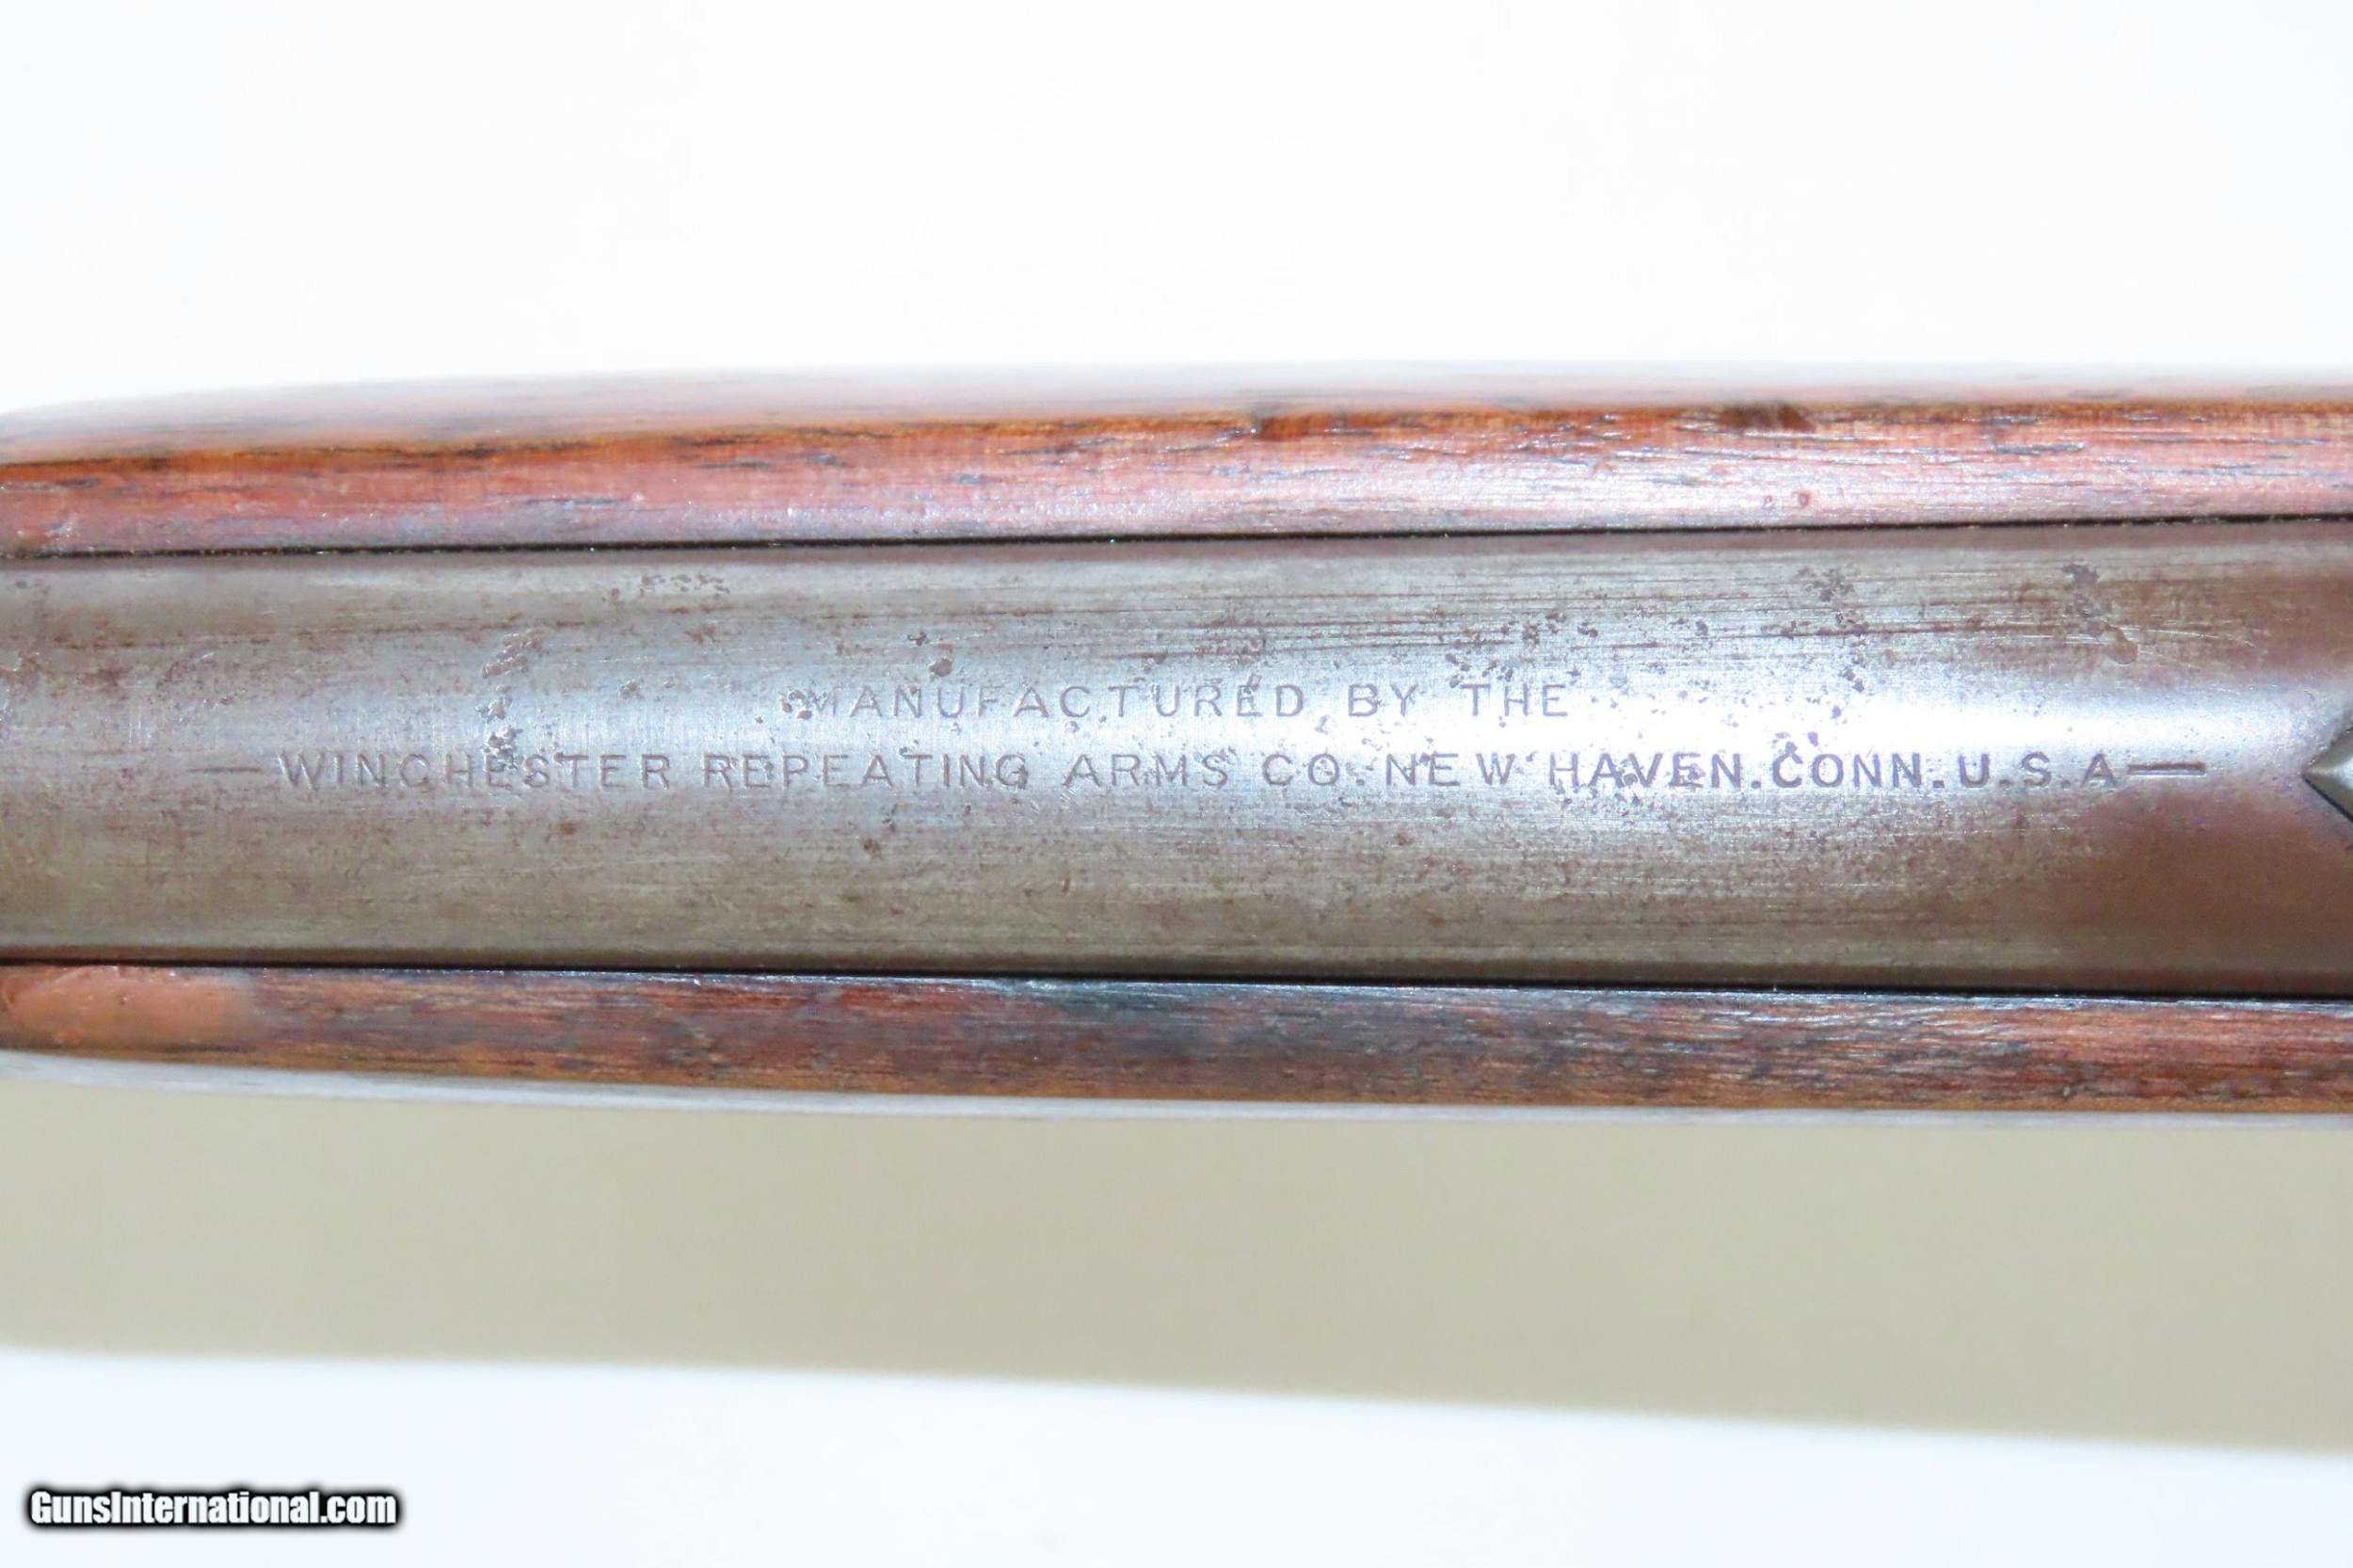 MANUFACTURED BY THE
—WINCHESTER REPEATING ARMS CO. NEW HAVEN. CONN. U.S.A—
GunsInternational.com